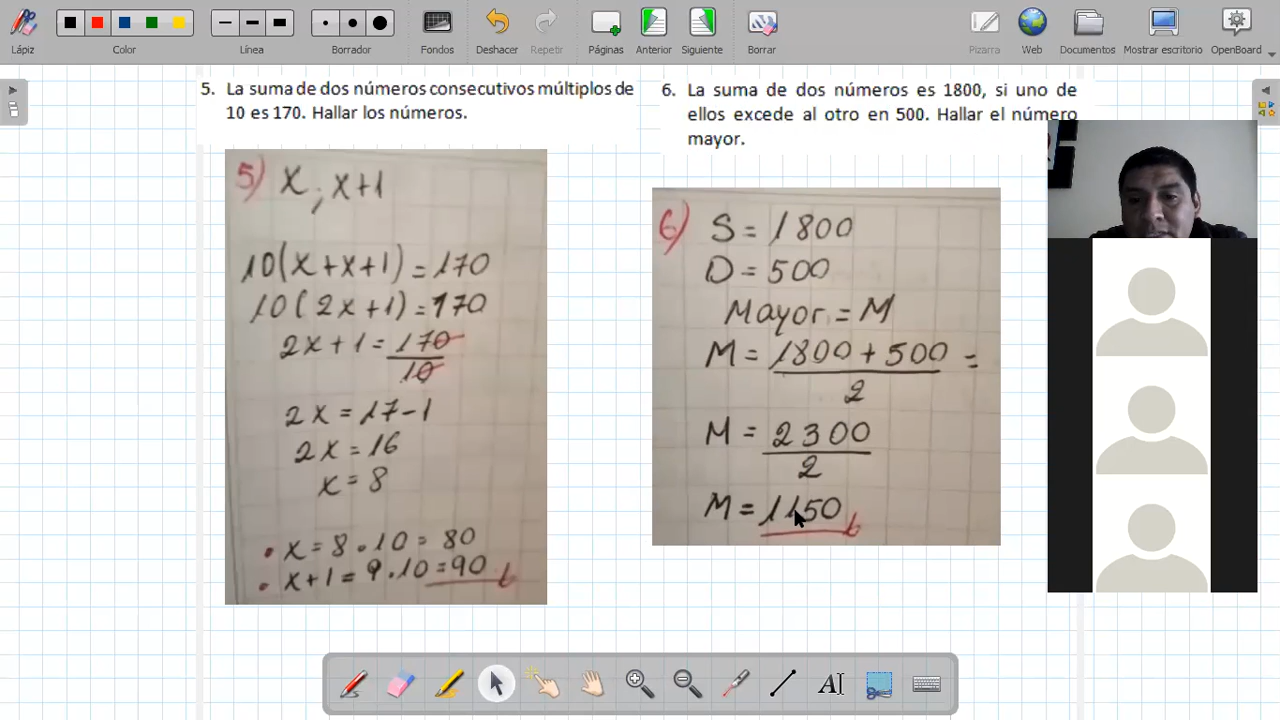 Lápiz
Color
Línea
Borrador
Fondos
Deshacer
Repetir
Páginas
Anterior
Siguiente
Borrar
Pizarra
Web
Documentos
Mostrar escritorio
OpenBoard
5. La suma de dos números consecutivos múltiplos de
10 es 170. Hallar los números.
5) x ; x+1
10(x+x+1) = 170
10(2x+1) = 170
2x+1 = 170
10
2x = 17-1
2x = 16
x = 8
• x = 8 • 10 = 80
• x+1 = 9 . 10 = 90
6. La suma de dos números es 1800, si uno de
ellos excede al otro en 500. Hallar el número
mayor.
6) S = 1800
D = 500
Mayor = M
M = 1800 + 500 =
2
M = 2300
2
M = 1150
AI